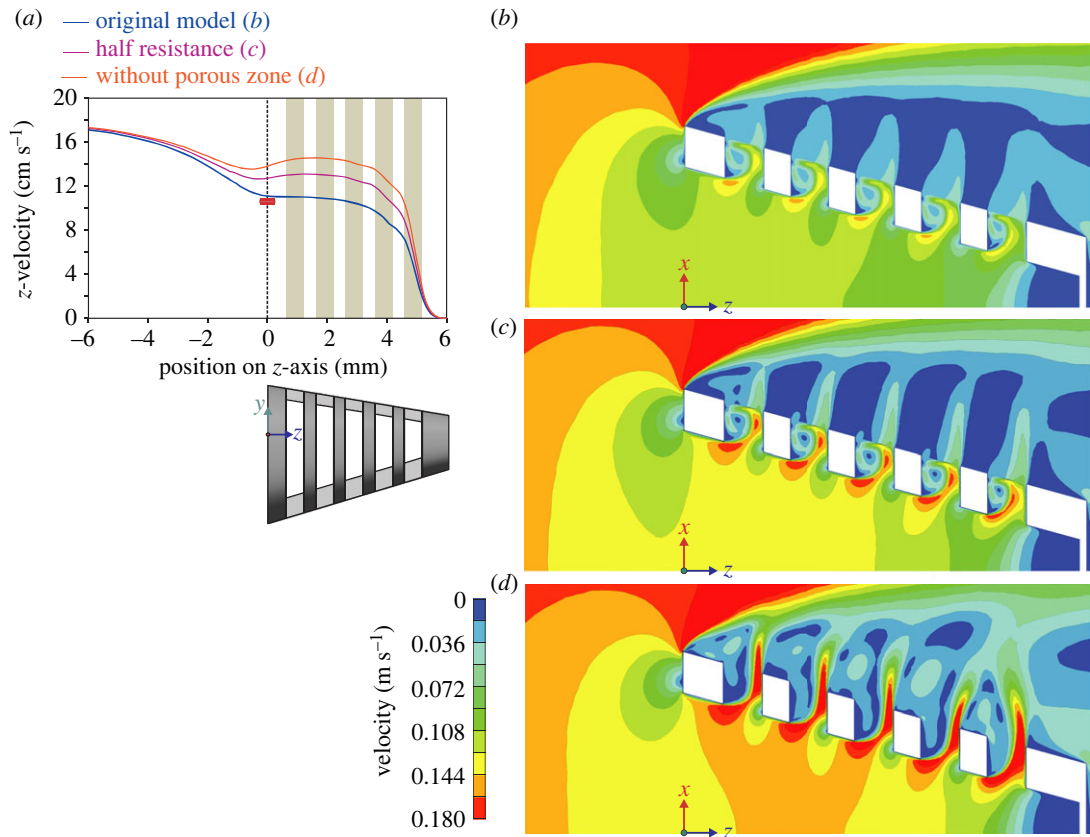 (a)
original model (b)
half resistance (c)
without porous zone (d)
20
16
12
8
4
0
z-velocity (cm s⁻¹)
–6 –4 –2 0 2 4 6
position on z-axis (mm)
y
z
0
0.036
0.072
0.108
0.144
0.180
velocity (m s⁻¹)
(b)
x
z
(c)
x
z
(d)
x
z